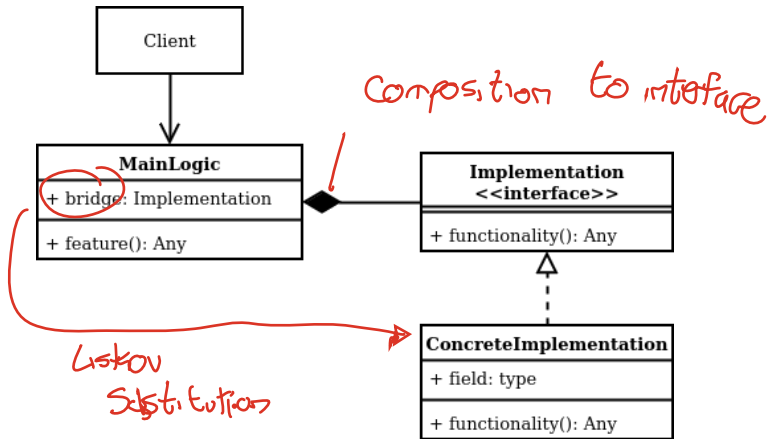 Client
Composition to interface
MainLogic
+ bridge: Implementation
+ feature(): Any
Implementation
<<interface>>
+ functionality(): Any
ConcreteImplementation
+ field: type
+ functionality(): Any
Liskov
Sbstitution